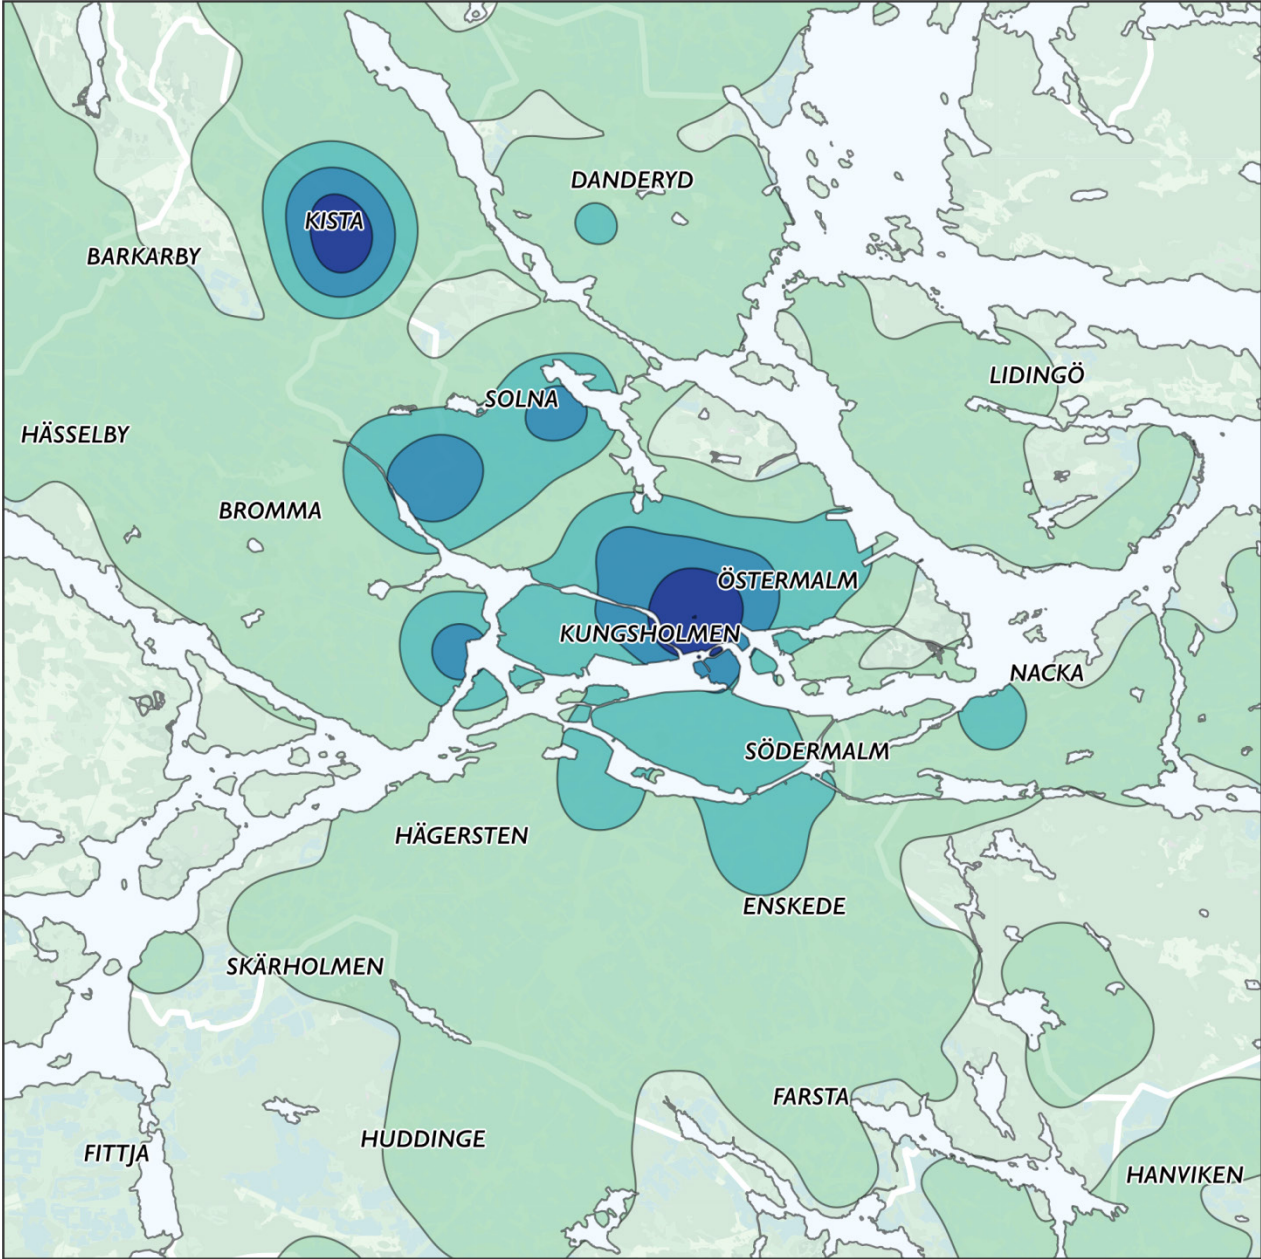 DANDERYD
KISTA
BARKARBY
LIDINGÖ
SOLNA
HÄSSELBY
BROMMA
ÖSTERMALM
KUNGSHOLMEN
NACKA
SÖDERMALM
HÄGERSTEN
ENSKEDE
SKÄRHOLMEN
FARSTA
HUDDINGE
FITTJA
HANVIKEN